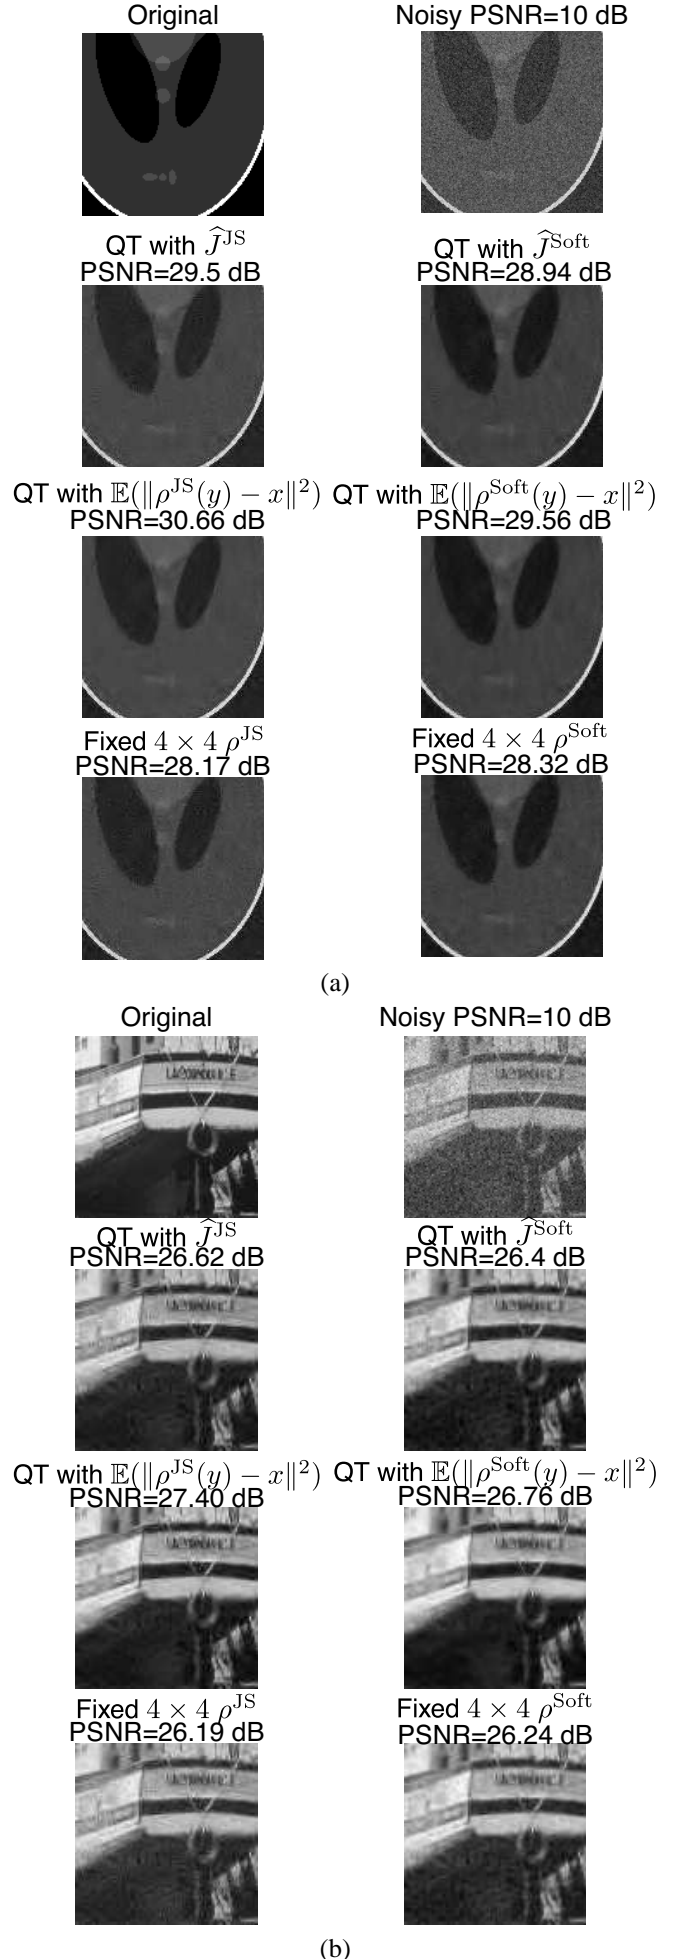 Original Noisy PSNR=10 dB
QT with $\widehat{J}^{\mathrm{JS}}$ QT with $\widehat{J}^{\mathrm{Soft}}$
PSNR=29.5 dB PSNR=28.94 dB
QT with $\mathbb{E}(\|\rho^{\mathrm{JS}}(y) - x\|^2)$ QT with $\mathbb{E}(\|\rho^{\mathrm{Soft}}(y) - x\|^2)$
PSNR=30.66 dB PSNR=29.56 dB
Fixed $4 \times 4$ $\rho^{\mathrm{JS}}$ Fixed $4 \times 4$ $\rho^{\mathrm{Soft}}$
PSNR=28.17 dB PSNR=28.32 dB
(a)
Original Noisy PSNR=10 dB
QT with $\widehat{J}^{\mathrm{JS}}$ QT with $\widehat{J}^{\mathrm{Soft}}$
PSNR=26.62 dB PSNR=26.4 dB
QT with $\mathbb{E}(\|\rho^{\mathrm{JS}}(y) - x\|^2)$ QT with $\mathbb{E}(\|\rho^{\mathrm{Soft}}(y) - x\|^2)$
PSNR=27.40 dB PSNR=26.76 dB
Fixed $4 \times 4$ $\rho^{\mathrm{JS}}$ Fixed $4 \times 4$ $\rho^{\mathrm{Soft}}$
PSNR=26.19 dB PSNR=26.24 dB
(b)